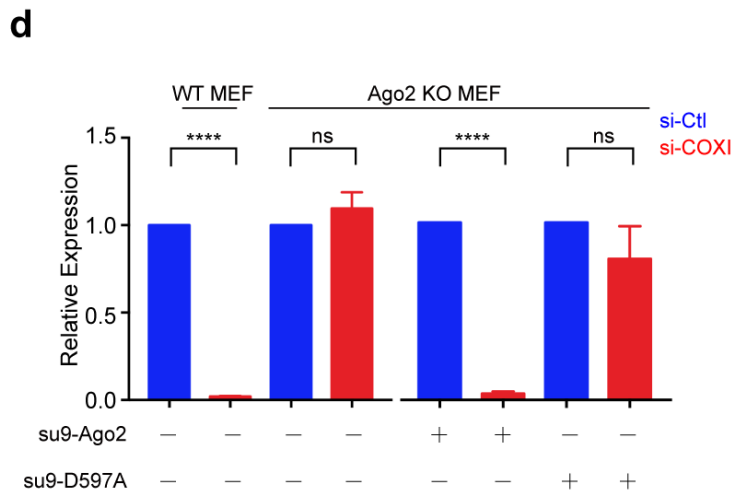 d
WT MEF Ago2 KO MEF
si-Ctl
si-COXI
**** ns **** ns
1.5
1.0
0.5
0.0
Relative Expression
su9-Ago2 − − − − + + − −
su9-D597A − − − − − − + +